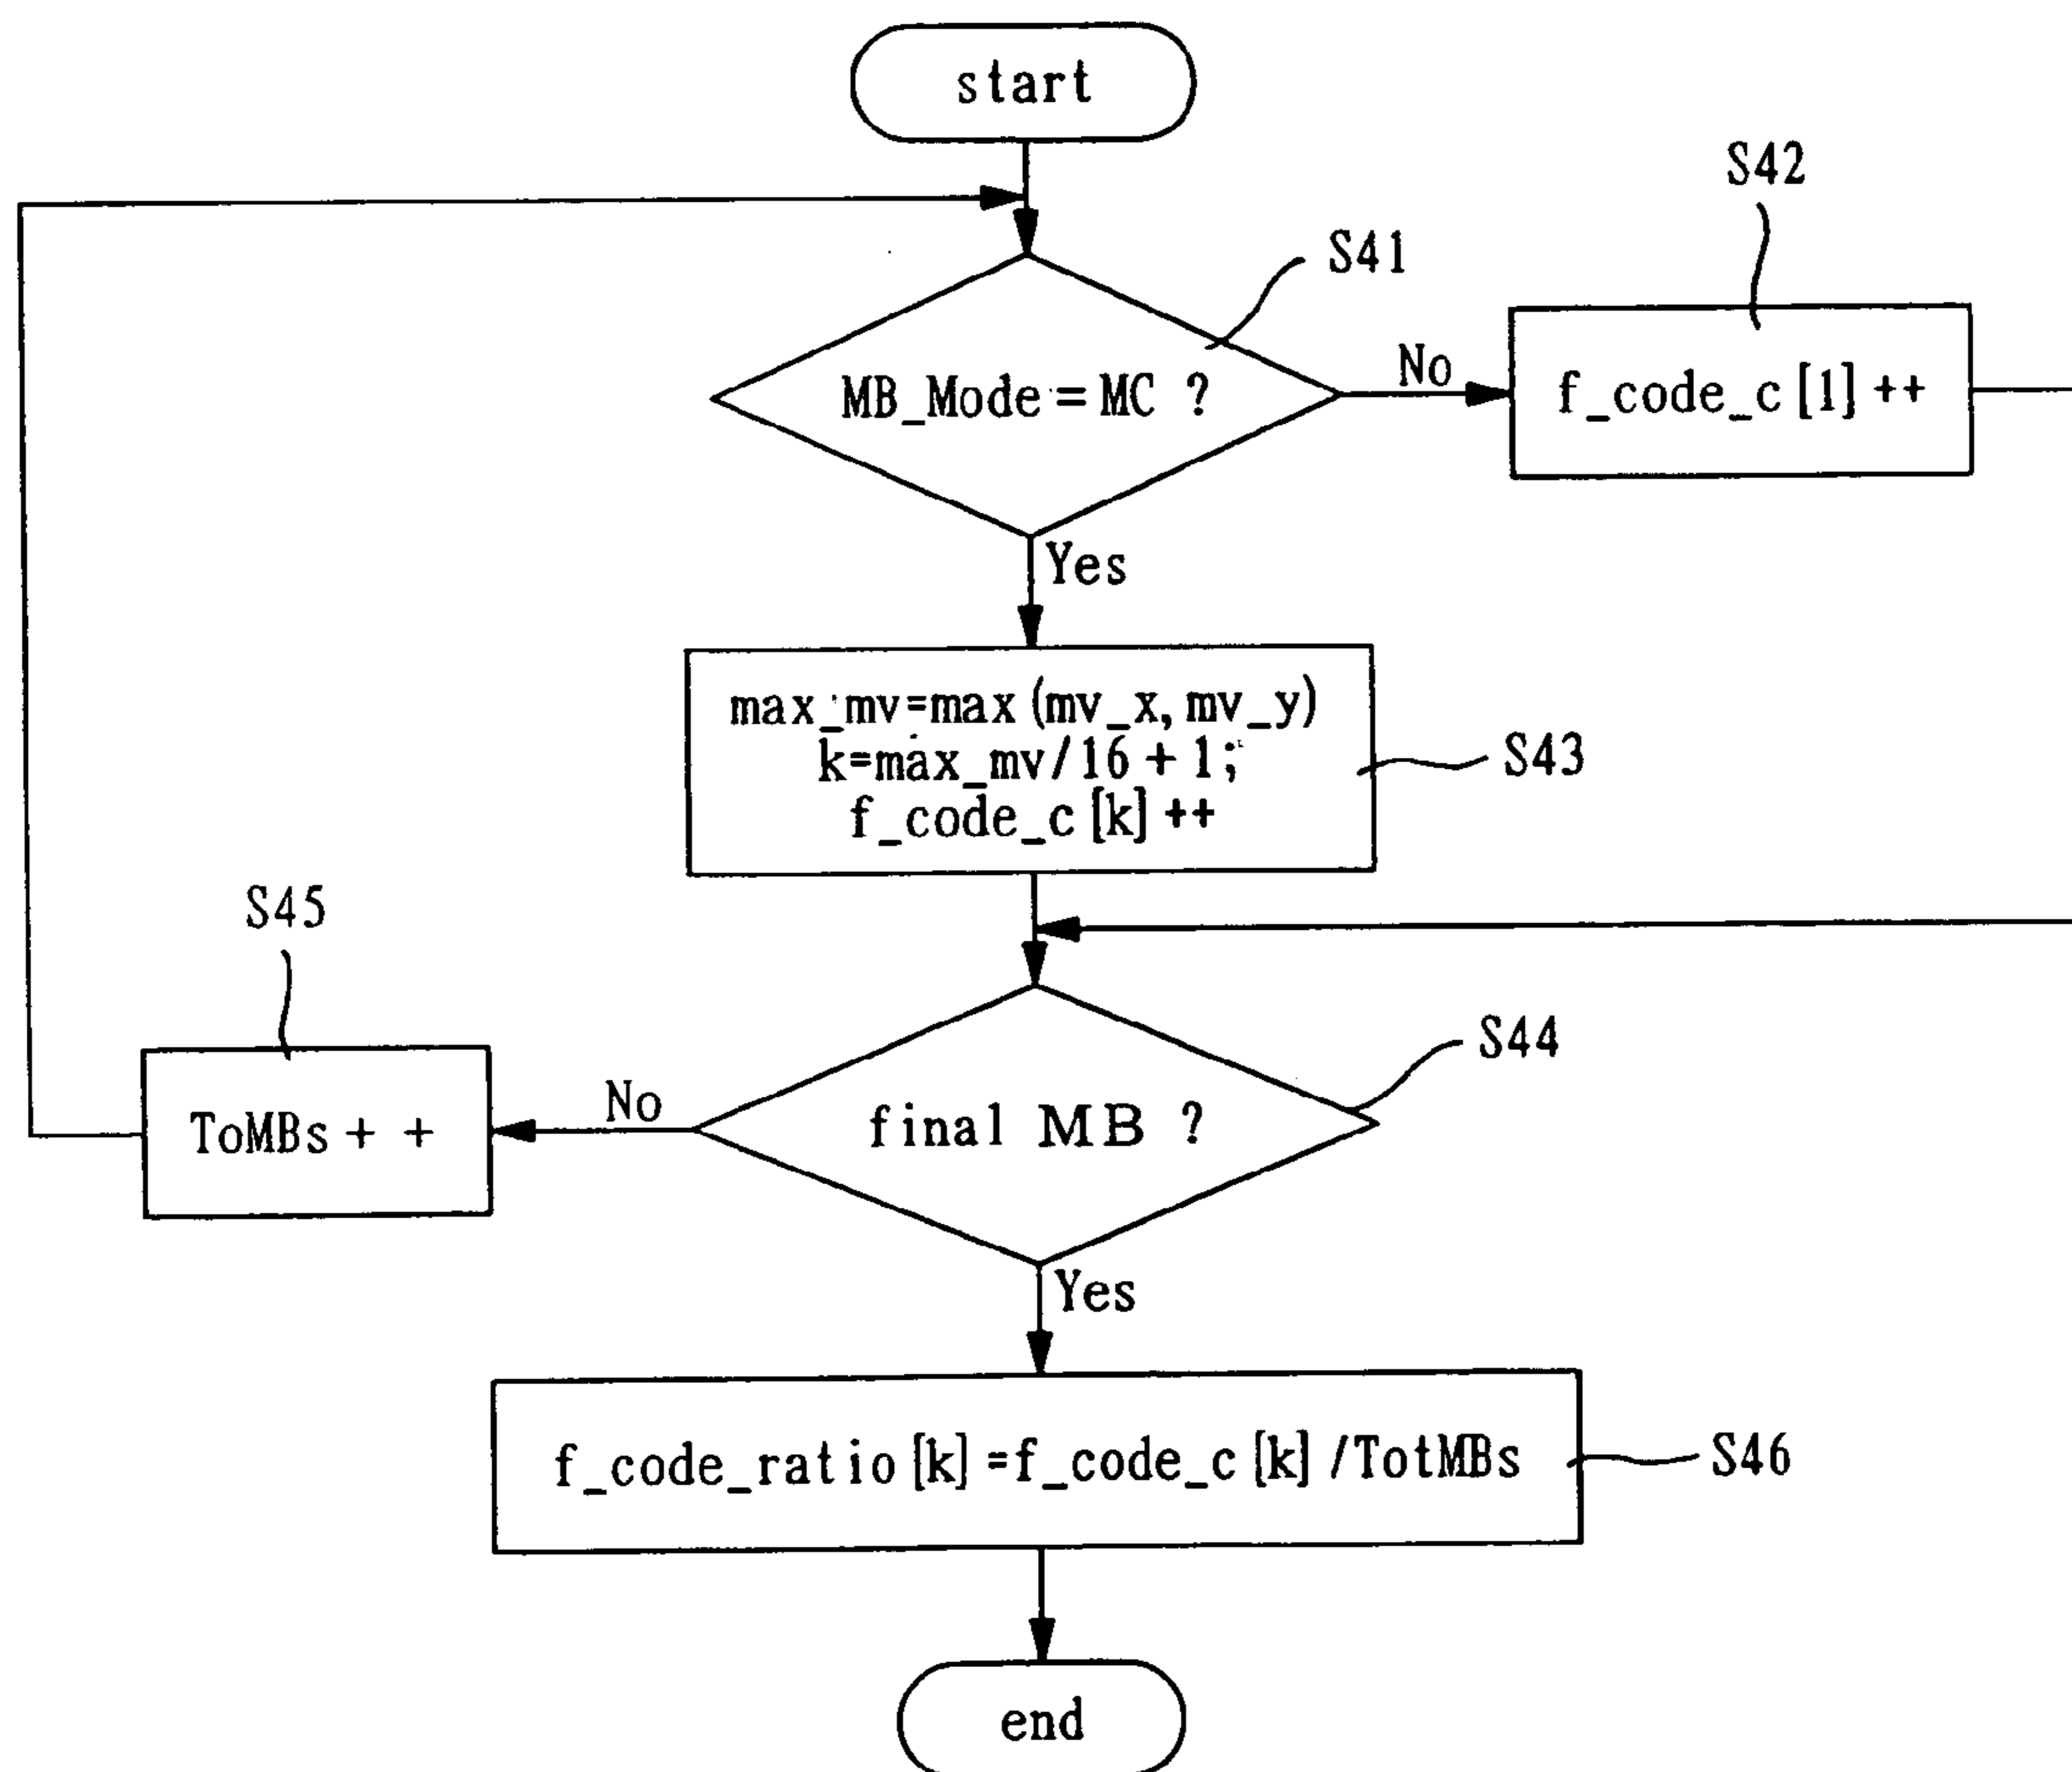 start
S42
S41
MB_Mode = MC ?
No
f_code_c [1] ++
Yes
max_mv=max (mv_x, mv_y)
k=max_mv/16 + 1;
f_code_c [k] ++
S43
S45
S44
ToMBs + +
No
final MB ?
Yes
f_code_ratio [k] =f_code_c [k] /TotMBs
S46
end